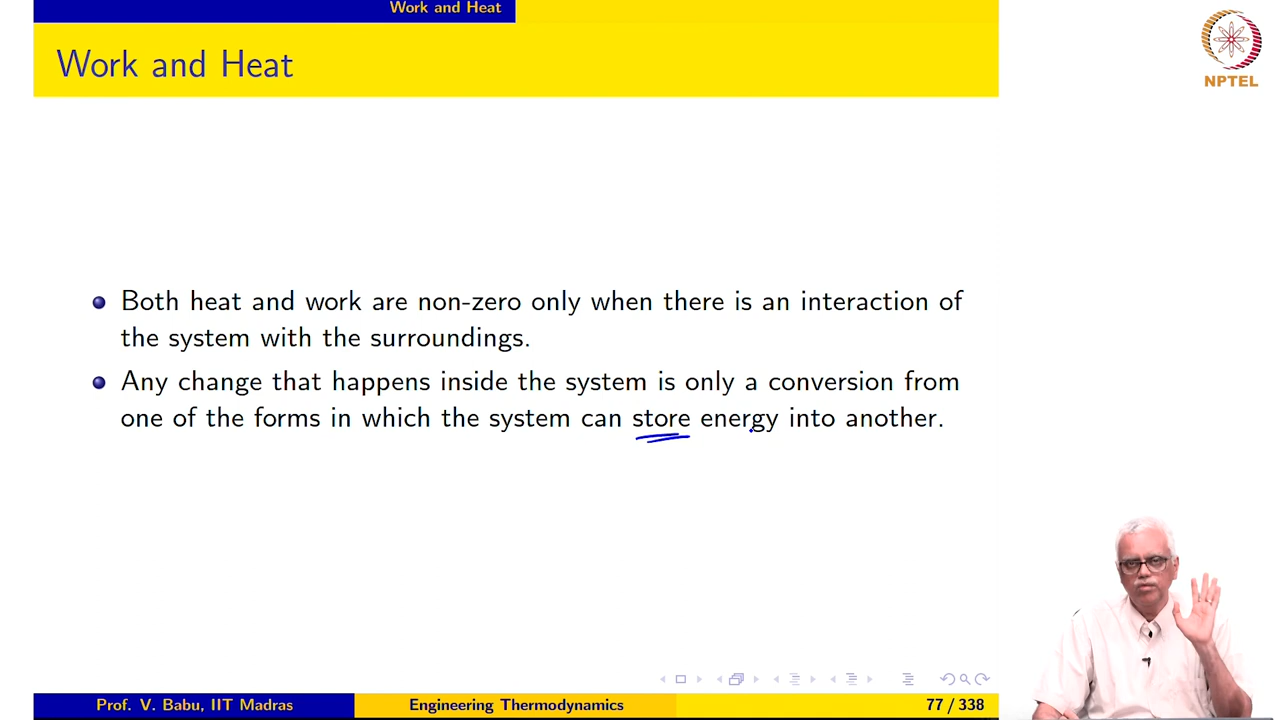 Work and Heat
Work and Heat
NPTEL
Both heat and work are non-zero only when there is an interaction of
the system with the surroundings.
Any change that happens inside the system is only a conversion from
one of the forms in which the system can store energy into another.
Prof. V. Babu, IIT Madras
Engineering Thermodynamics
77 / 338